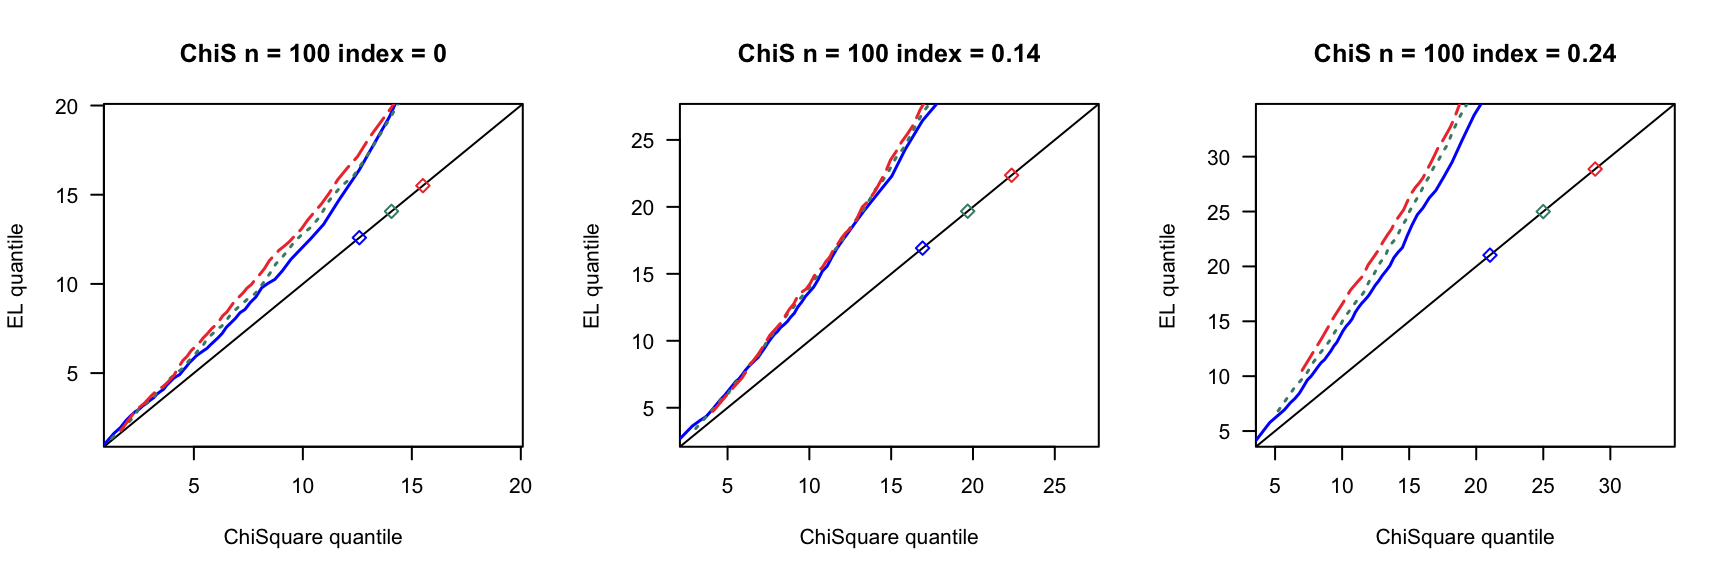 ChiS n = 100 index = 0
EL quantile
20
15
10
5
5 10 15 20
ChiSquare quantile
ChiS n = 100 index = 0.14
EL quantile
25
20
15
10
5
5 10 15 20 25
ChiSquare quantile
ChiS n = 100 index = 0.24
EL quantile
30
25
20
15
10
5
5 10 15 20 25 30
ChiSquare quantile